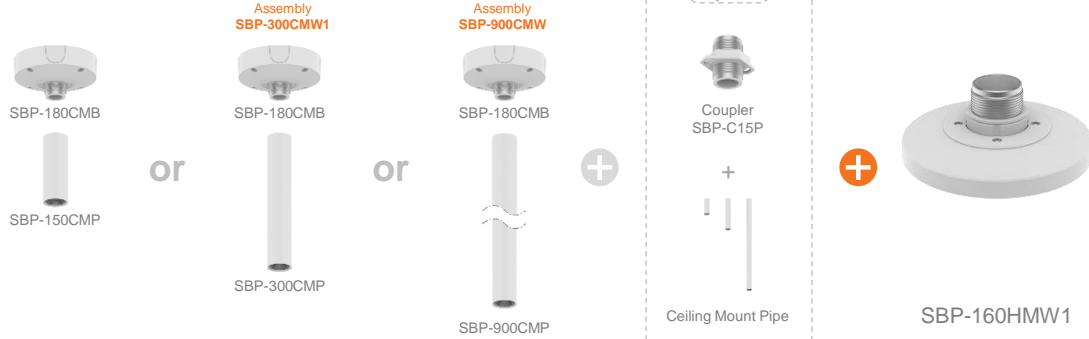 Assembly
SBP-300CMW1
Assembly
SBP-900CMW
SBP-180CMB
SBP-180CMB
SBP-180CMB
Coupler
SBP-C15P
or
or
+
SBP-150CMP
SBP-300CMP
SBP-900CMP
Ceiling Mount Pipe
SBP-160HMW1